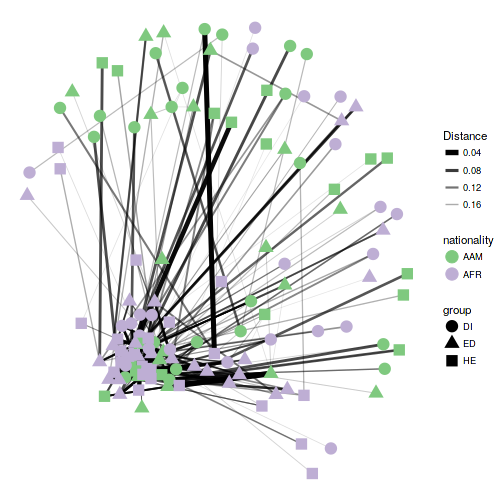 Distance
0.04
0.08
0.12
0.16
nationality
AAM
AFR
group
DI
ED
HE